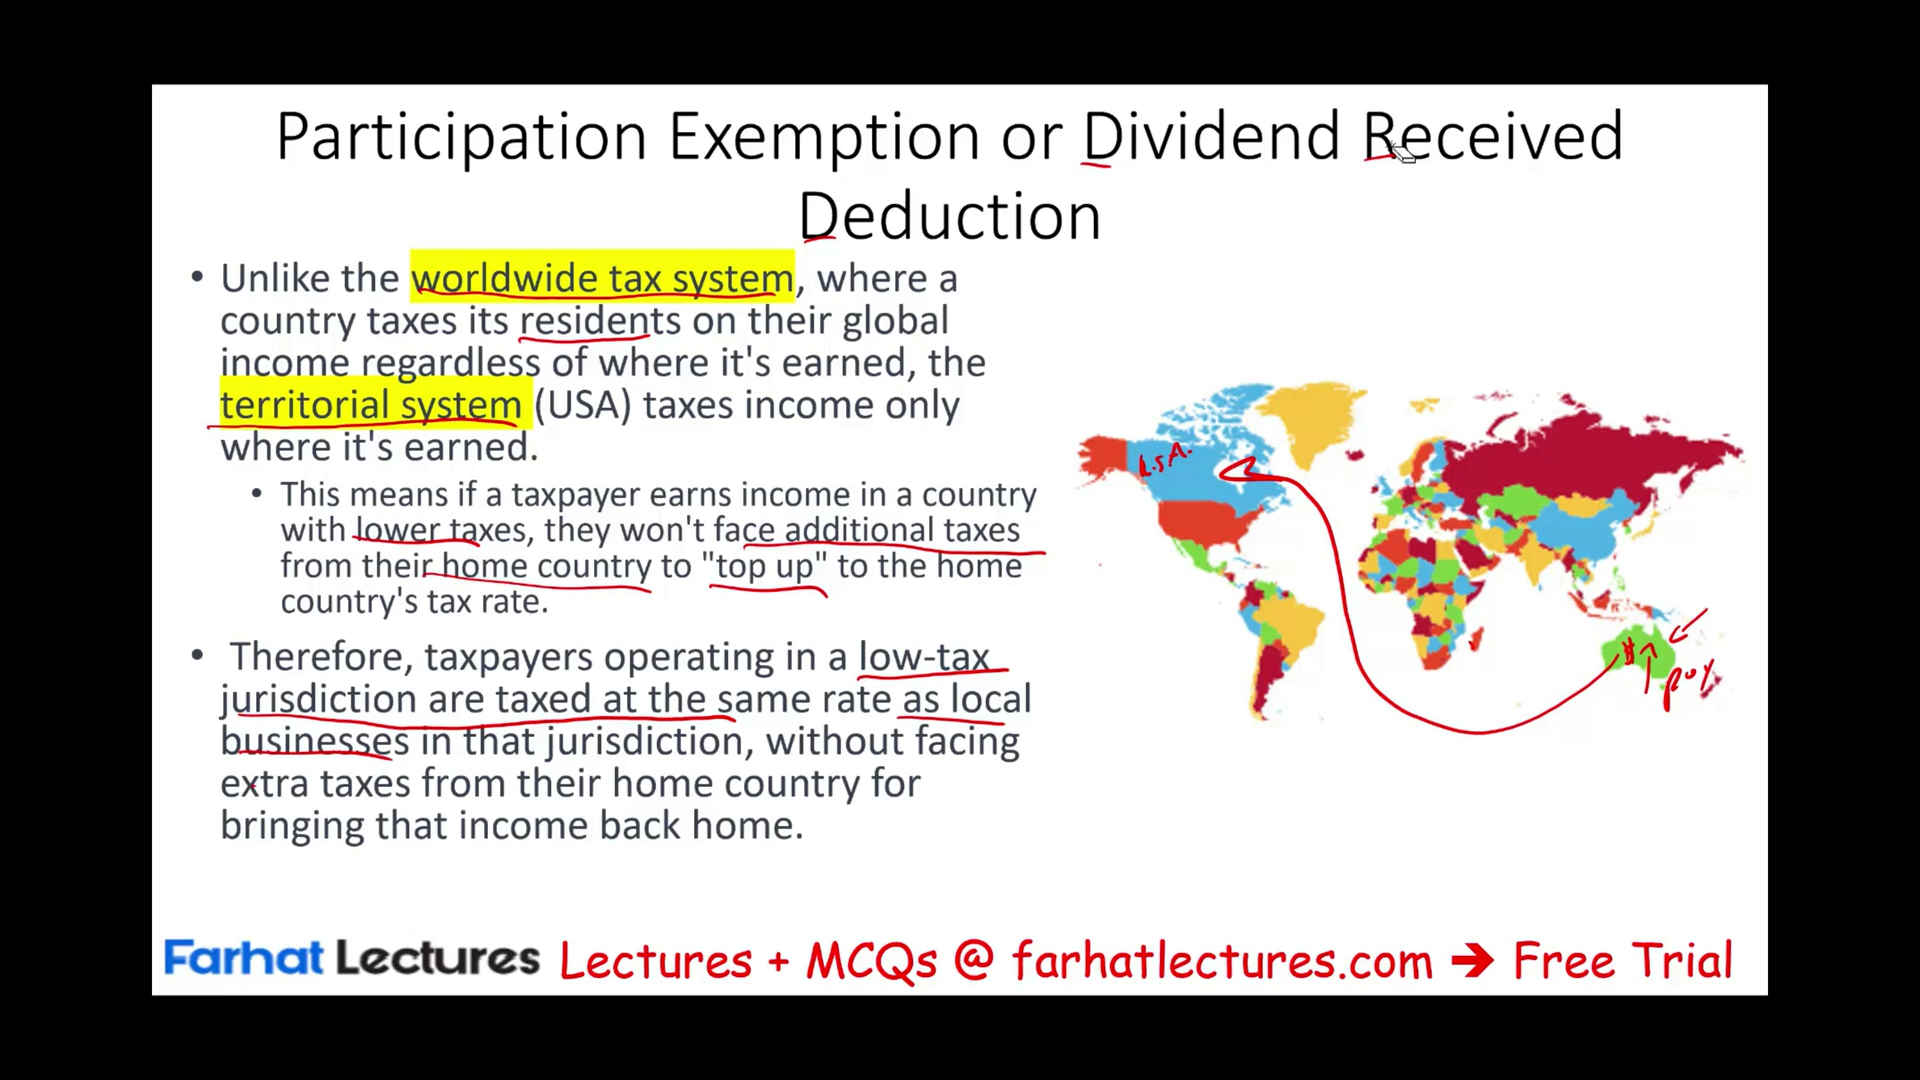 Participation Exemption or Dividend Received
Deduction
• Unlike the worldwide tax system, where a
country taxes its residents on their global
income regardless of where it's earned, the
territorial system (USA) taxes income only
where it's earned.
• This means if a taxpayer earns income in a country
with lower taxes, they won't face additional taxes
from their home country to "top up" to the home
country's tax rate.
• Therefore, taxpayers operating in a low-tax
jurisdiction are taxed at the same rate as local
businesses in that jurisdiction, without facing
extra taxes from their home country for
bringing that income back home.
U.S.A.
$
Farhat Lectures Lectures + MCQs @ farhatlectures.com ➔ Free Trial